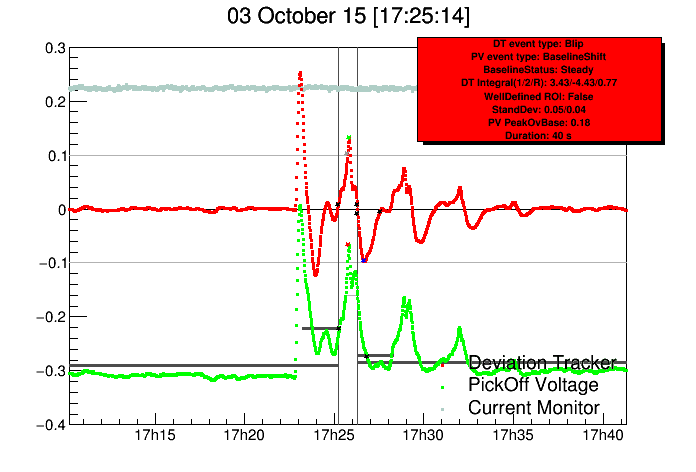 03 October 15 [17:25:14]
DT event type: Blip
PV event type: BaselineShift
BaselineStatus: Steady
DT Integral(1/2/R): 3.43/-4.43/0.77
WellDefined ROI: False
StandDev: 0.05/0.04
PV PeakOvBase: 0.18
Duration: 40 s
0.3
0.2
0.1
0
−0.1
−0.2
−0.3
−0.4
Deviation Tracker
PickOff Voltage
Current Monitor
17h15 17h20 17h25 17h30 17h35 17h40